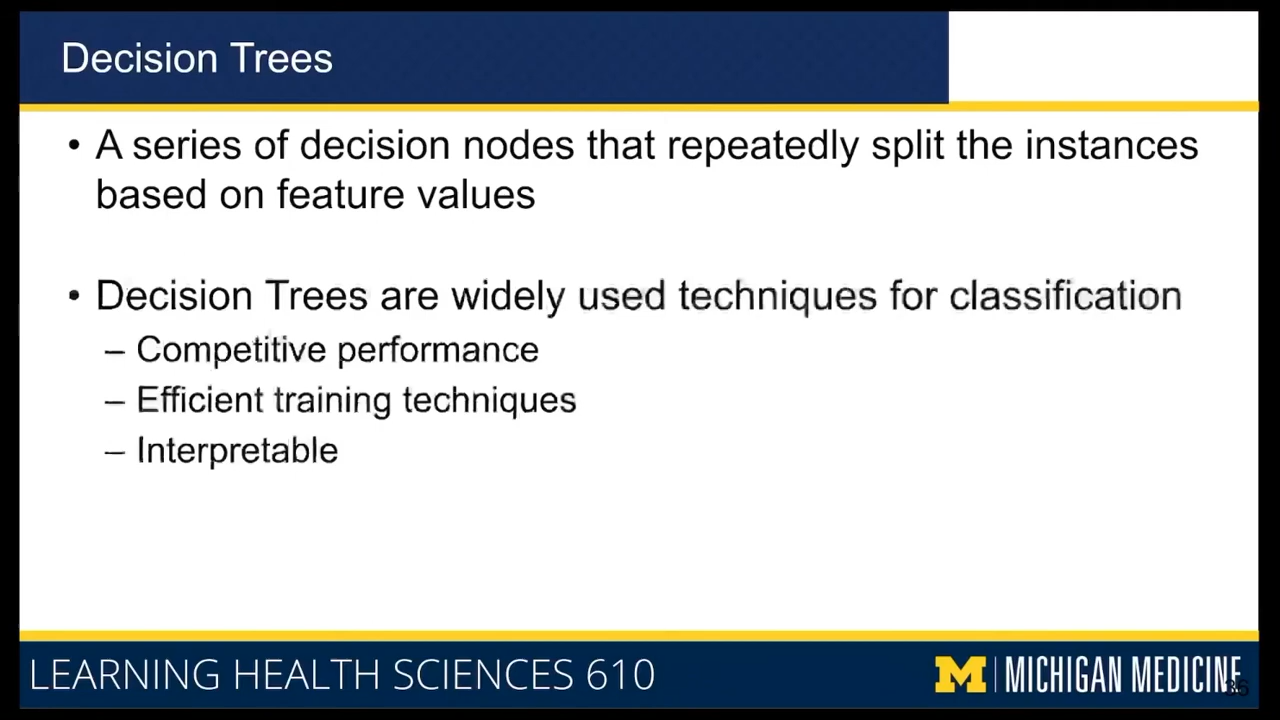 Decision Trees
• A series of decision nodes that repeatedly split the instances
based on feature values
• Decision Trees are widely used techniques for classification
– Competitive performance
– Efficient training techniques
– Interpretable
LEARNING HEALTH SCIENCES 610
M | MICHIGAN MEDICINE
36